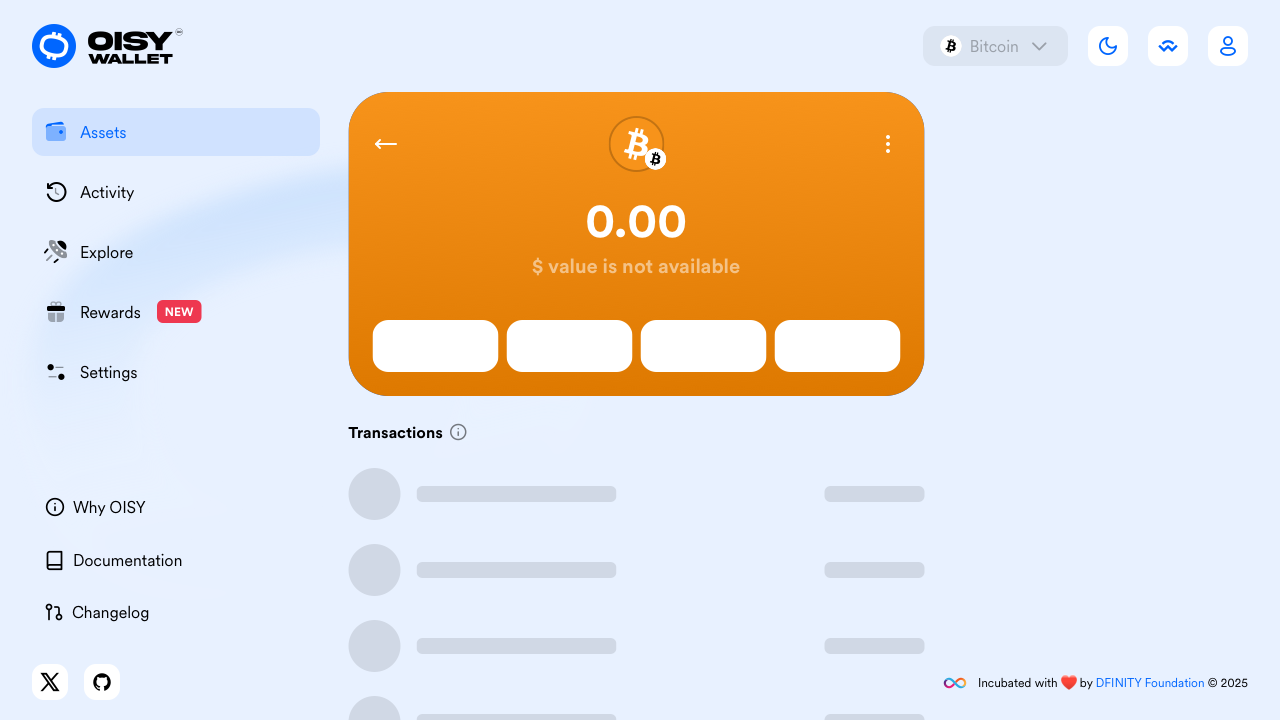 OISY
WALLET
Bitcoin
Assets
Activity
Explore
Rewards NEW
Settings
0.00
$ value is not available
Transactions
Why OISY
Documentation
Changelog
Incubated with ❤️ by DFINITY Foundation © 2025